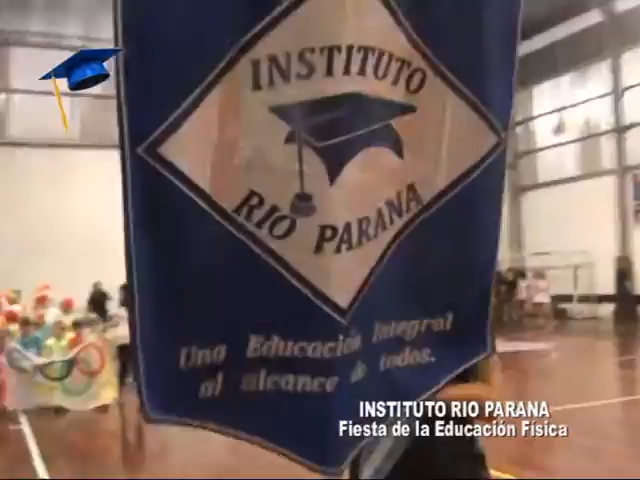 INSTITUTO
RIO PARANA
Una Educación Integral
al alcance de todos.
INSTITUTO RIO PARANA
Fiesta de la Educación Física